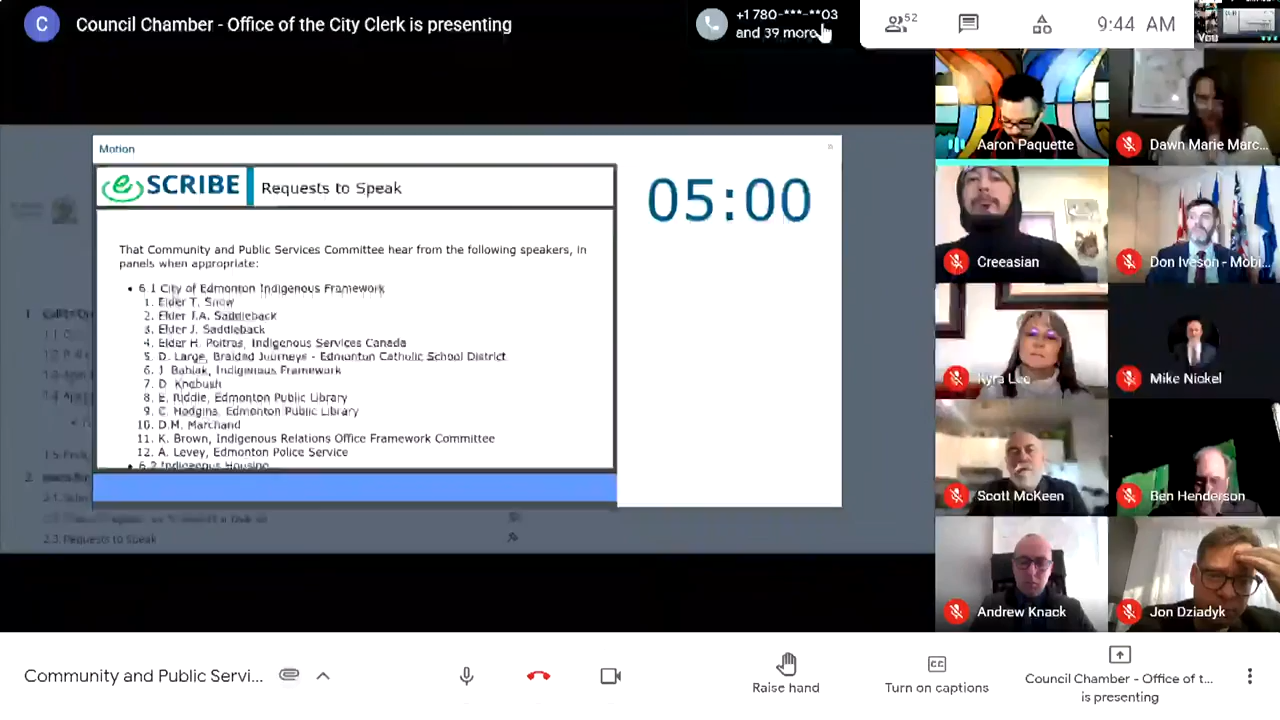 C Council Chamber - Office of the City Clerk is presenting
+1 780-***-**03
and 39 more
52
9:44 AM
You
Motion
eSCRIBE Requests to Speak
05:00
That Community and Public Services Committee hear from the following speakers, in
panels when appropriate:
• 6.1 City of Edmonton Indigenous Framework
1. Elder T. Snow
2. Elder J.A. Saddleback
3. Elder J. Saddleback
4. Elder H. Poitras, Indigenous Services Canada
5. D. Large, Braided Journeys - Edmonton Catholic School District
6. J. Bablak, Indigenous Framework
7. D.
8. E. Riddle, Edmonton Public Library
9. C. Hodgins, Edmonton Public Library
10. D.M. Marchand
11. K. Brown, Indigenous Relations Office Framework Committee
12. A. Levey, Edmonton Police Service
• 6.2 Indigenous Housing
1
2
2.3. Requests to Speak
Aaron Paquette
Dawn Marie Marc...
Creeasian
Don Iveson - Mobi...
Kyra Lee
Mike Nickel
Scott McKeen
Ben Henderson
Andrew Knack
Jon Dziadyk
Community and Public Servi...
Raise hand
CC
Turn on captions
Council Chamber - Office of t...
is presenting